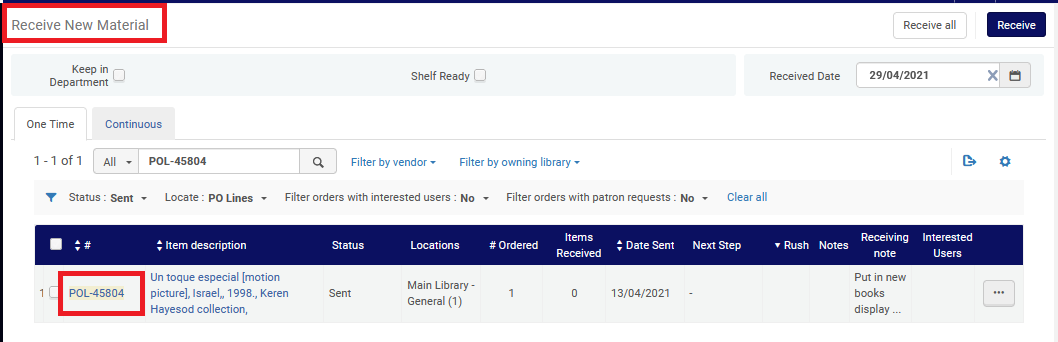 Receive New Material
Receive all
Receive
Keep in
Department
Shelf Ready
Received Date
29/04/2021
One Time
Continuous
1 - 1 of 1
All
POL-45804
Filter by vendor
Filter by owning library
Status : Sent
Locate : PO Lines
Filter orders with interested users : No
Filter orders with patron requests : No
Clear all
#
Item description
Status
Locations
# Ordered
Items
Received
Date Sent
Next Step
Rush
Notes
Receiving
note
Interested
Users
1
POL-45804
Un toque especial [motion
picture], Israel,, 1998., Keren
Hayesod collection,
Sent
Main Library -
General (1)
1
0
13/04/2021
-
Put in new
books
display ...